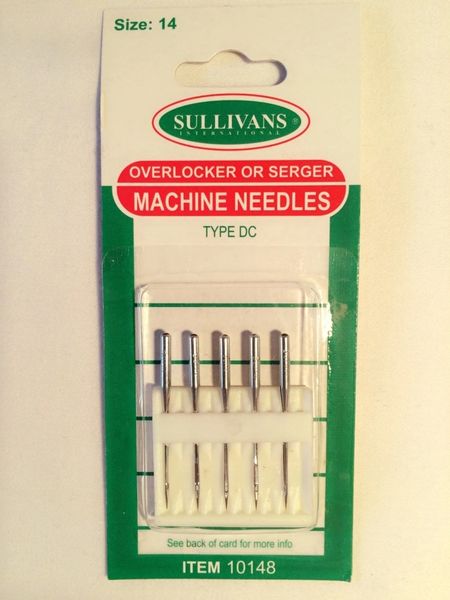 Size: 14
SULLIVANS®
INTERNATIONAL
OVERLOCKER OR SERGER
MACHINE NEEDLES
TYPE DC
See back of card for more info
ITEM 10148